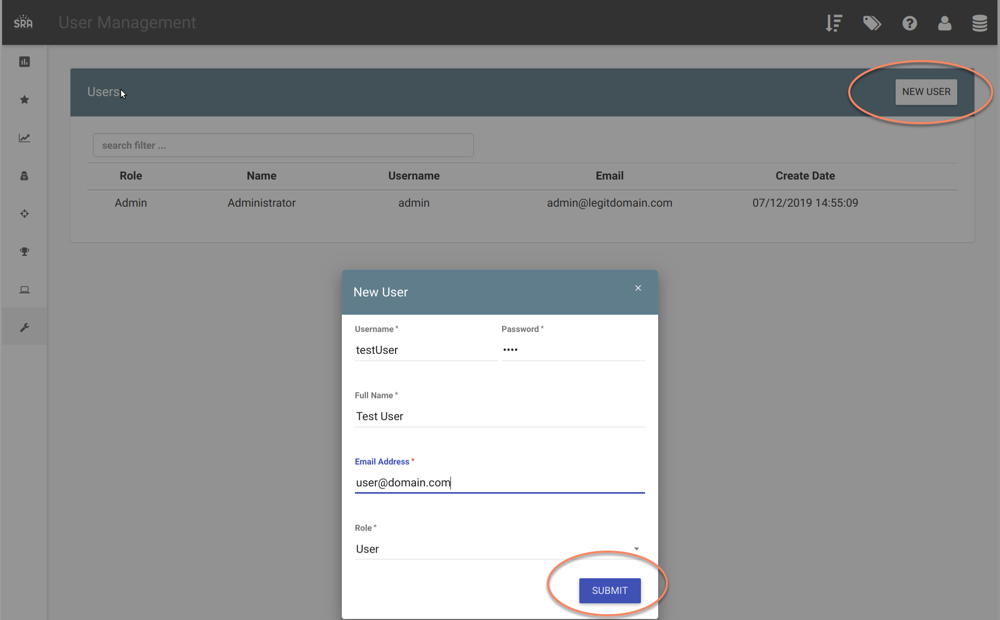 SRA User Management
Users
NEW USER
search filter ...
Role Name Username Email Create Date
Admin Administrator admin admin@legitdomain.com 07/12/2019 14:55:09
New User ×
Username * Password *
testUser ••••
Full Name *
Test User
Email Address *
user@domain.com
Role *
User
SUBMIT